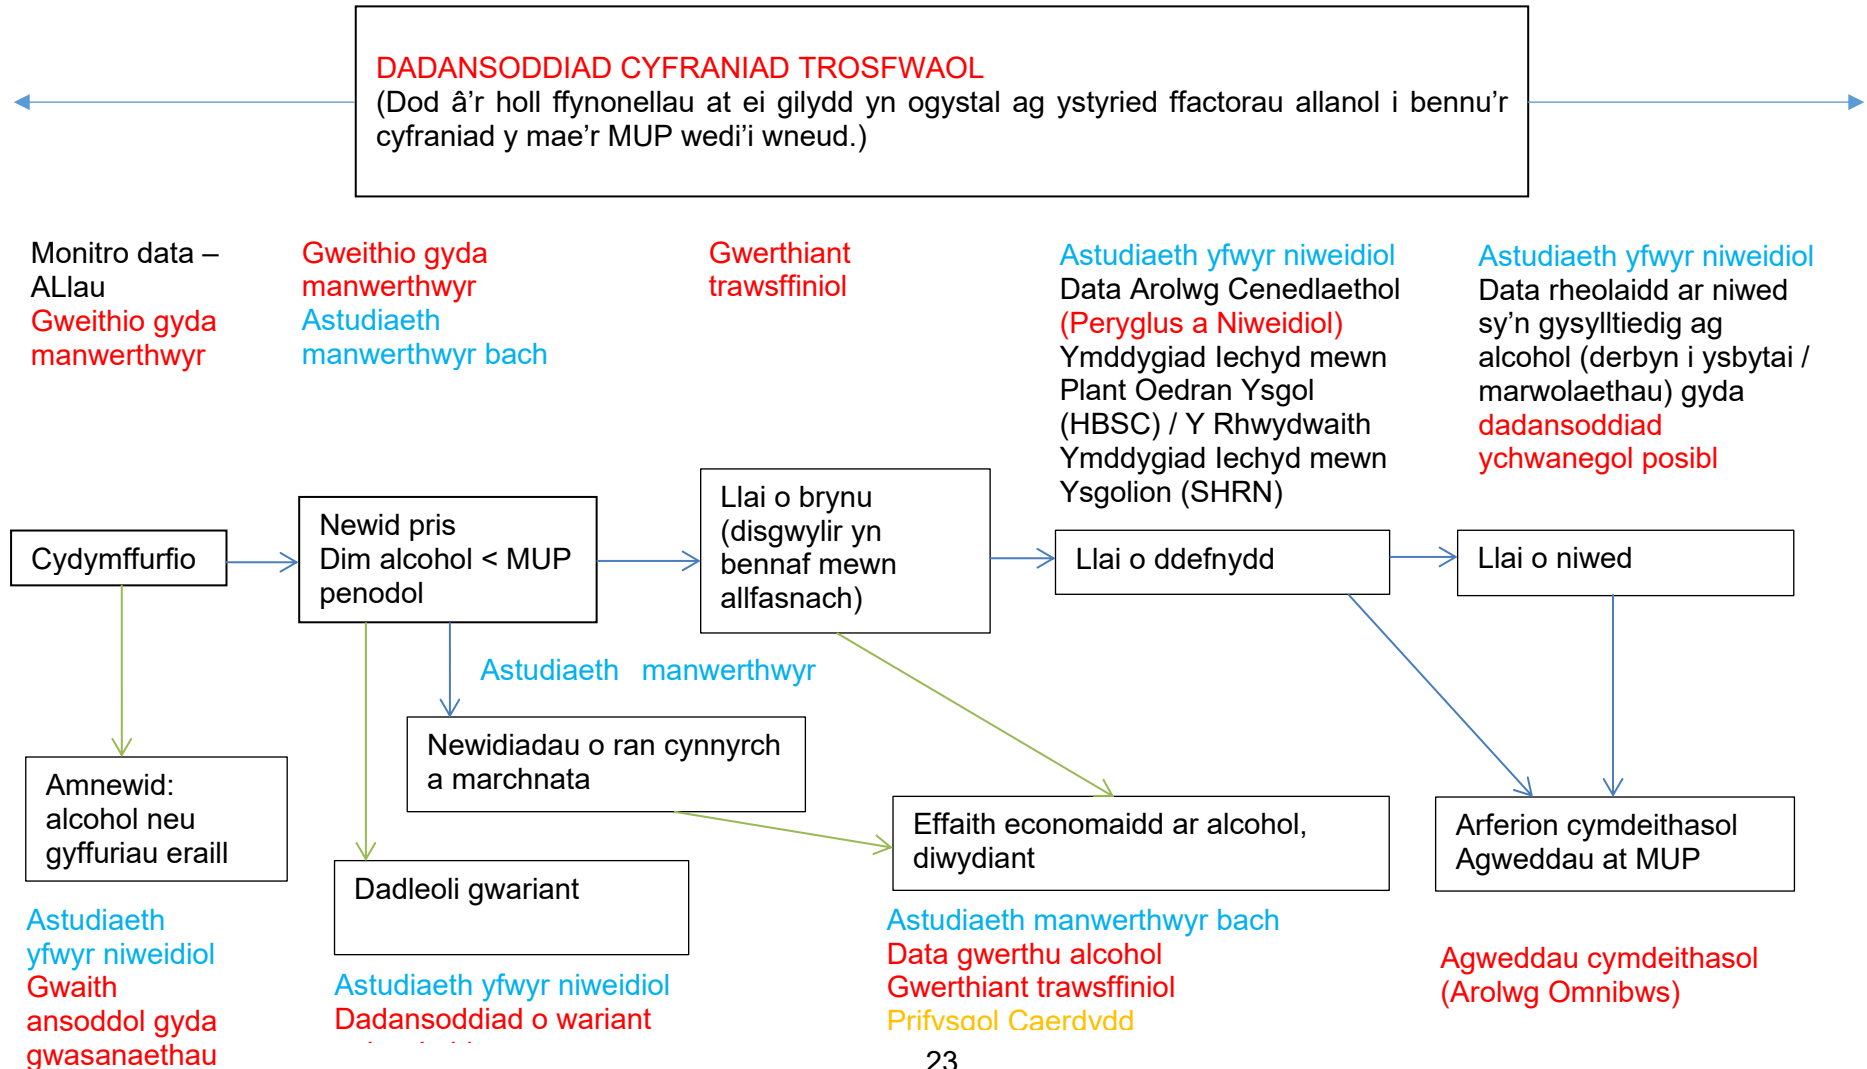 DADANSODDIAD CYFRANIAD TROSFWAOL
(Dod â'r holl ffynonellau at ei gilydd yn ogystal ag ystyried ffactorau allanol i bennu'r
cyfraniad y mae'r MUP wedi'i wneud.)
Monitro data –
ALlau
Gweithio gyda
manwerthwyr
Gweithio gyda
manwerthwyr
Astudiaeth
manwerthwyr bach
Gwerthiant
trawsffiniol
Astudiaeth yfwyr niweidiol
Data Arolwg Cenedlaethol
(Peryglus a Niweidiol)
Ymddygiad Iechyd mewn
Plant Oedran Ysgol
(HBSC) / Y Rhwydwaith
Ymddygiad Iechyd mewn
Ysgolion (SHRN)
Astudiaeth yfwyr niweidiol
Data rheolaidd ar niwed
sy'n gysylltiedig ag
alcohol (derbyn i ysbytai /
marwolaethau) gyda
dadansoddiad
ychwanegol posibl
Cydymffurfio
Newid pris
Dim alcohol < MUP
penodol
Llai o brynu
(disgwylir yn
bennaf mewn
allfasnach)
Llai o ddefnydd
Llai o niwed
Astudiaeth manwerthwyr
Newidiadau o ran cynnyrch
a marchnata
Amnewid:
alcohol neu
gyffuriau eraill
Dadleoli gwariant
Effaith economaidd ar alcohol,
diwydiant
Arferion cymdeithasol
Agweddau at MUP
Astudiaeth
yfwyr niweidiol
Gwaith
ansoddol gyda
gwasanaethau
Astudiaeth yfwyr niweidiol
Dadansoddiad o wariant
Astudiaeth manwerthwyr bach
Data gwerthu alcohol
Gwerthiant trawsffiniol
Prifysgol Caerdydd
Agweddau cymdeithasol
(Arolwg Omnibws)
23